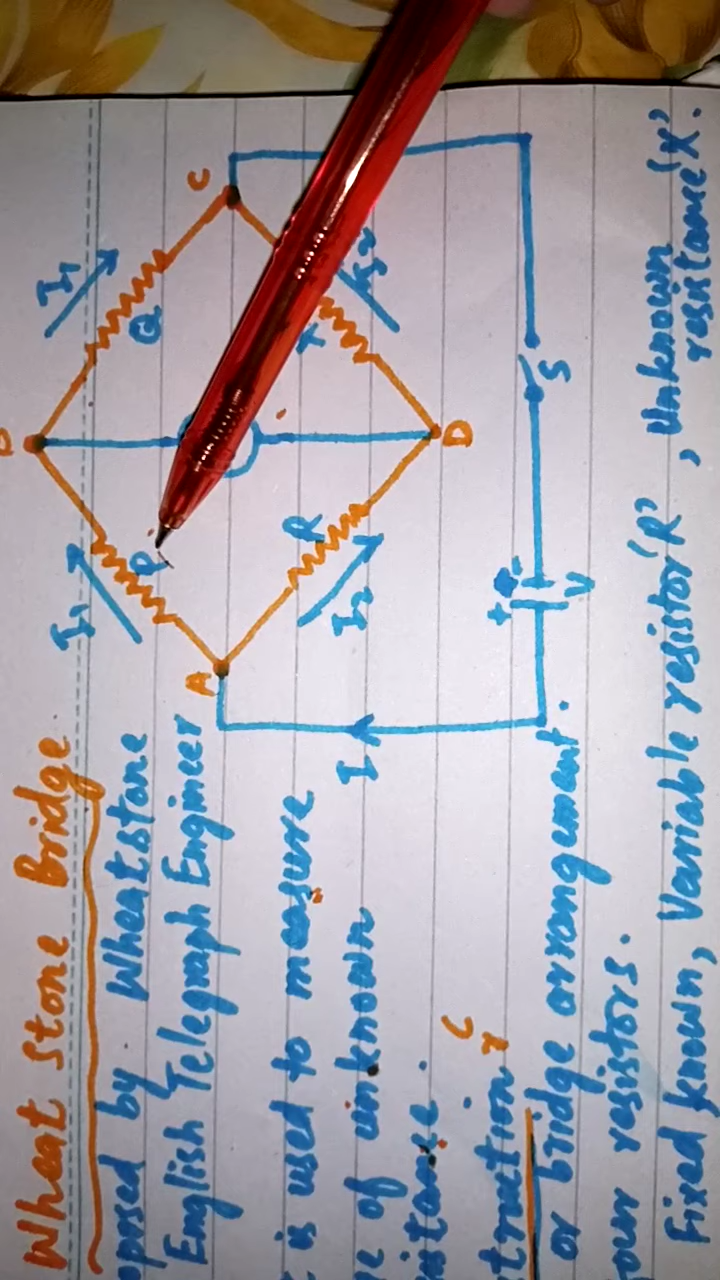 Wheat Stone Bridge
Wheatstone
English Telegraph Engineer
is used to measure
of unknown
or bridge arrangement.
resistors.
Fixed known, Variable resistor 'R', Unknown
resistance 'X'.
C
I₁
Q
X
S
D
R
P
I₁
I₂
V
+
-
A
I